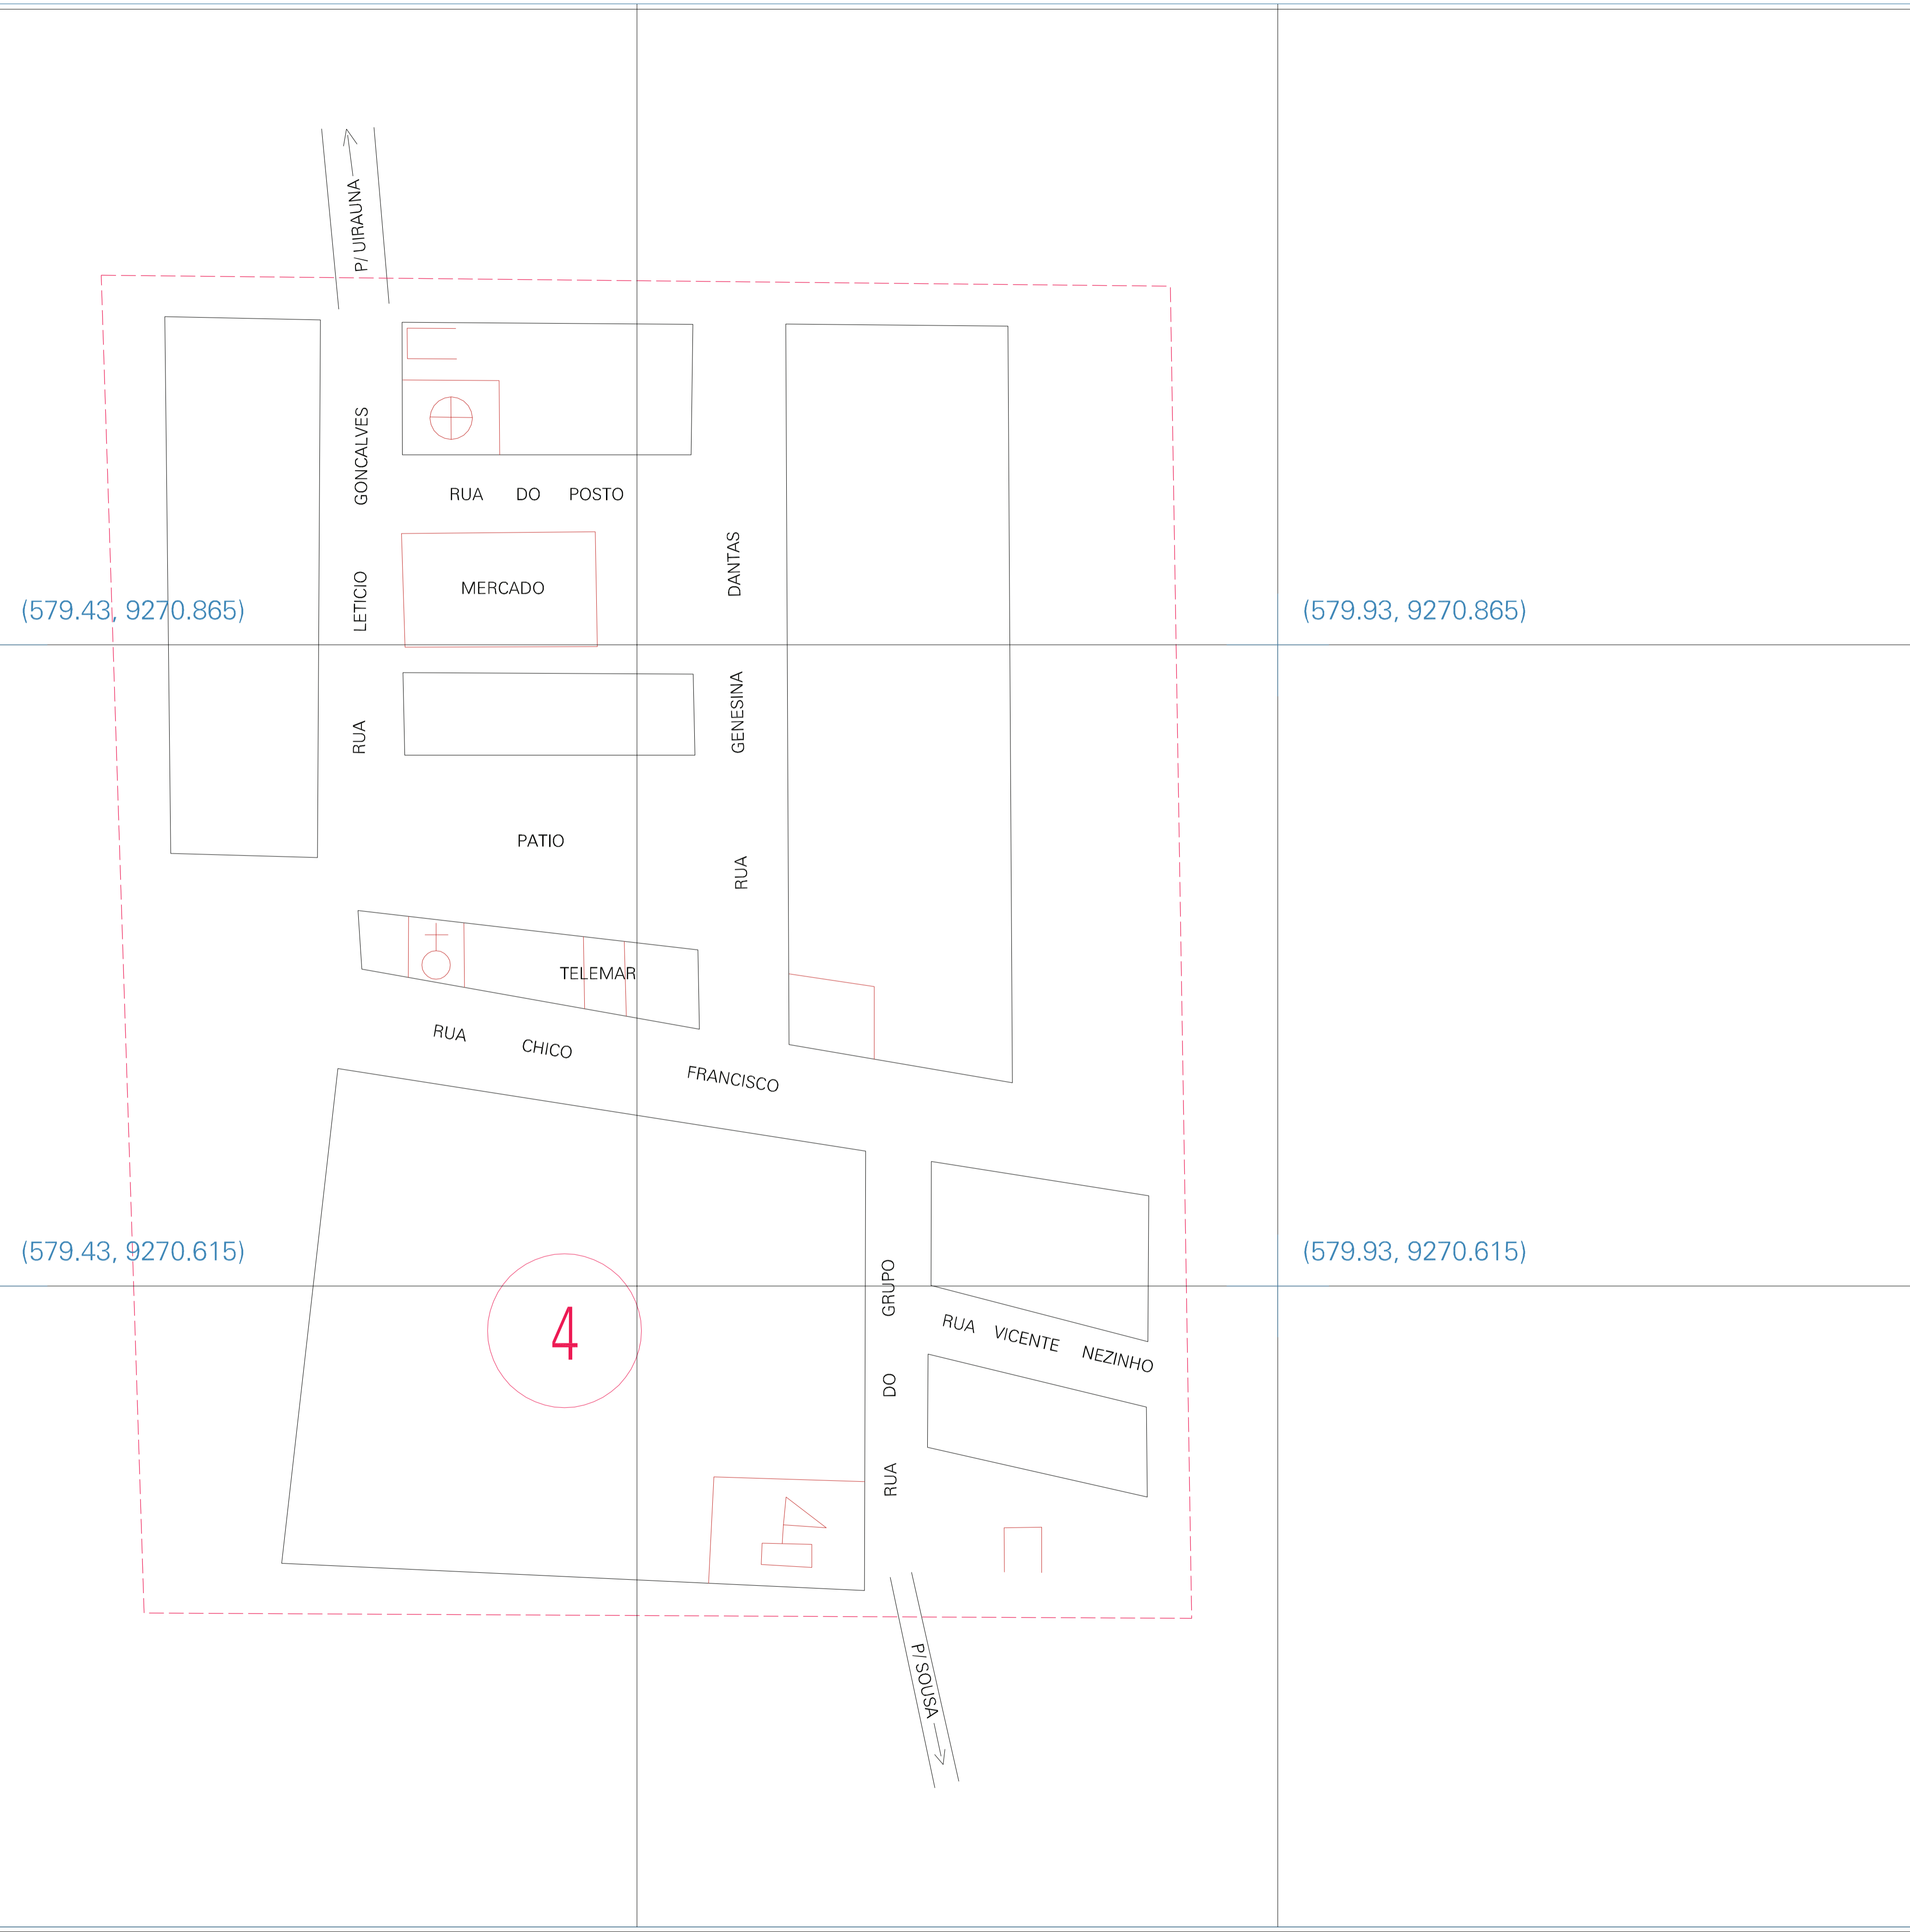 P/ UIRAUNA
RUA LETICIO GONCALVES
RUA DO POSTO
RUA GENESINA DANTAS
MERCADO
(579.43, 9270.865)
(579.93, 9270.865)
PATIO
TELEMAR
RUA CHICO FRANCISCO
(579.43, 9270.615)
(579.93, 9270.615)
4
RUA DO GRUPO
RUA VICENTE NEZINHO
P/ SOUSA